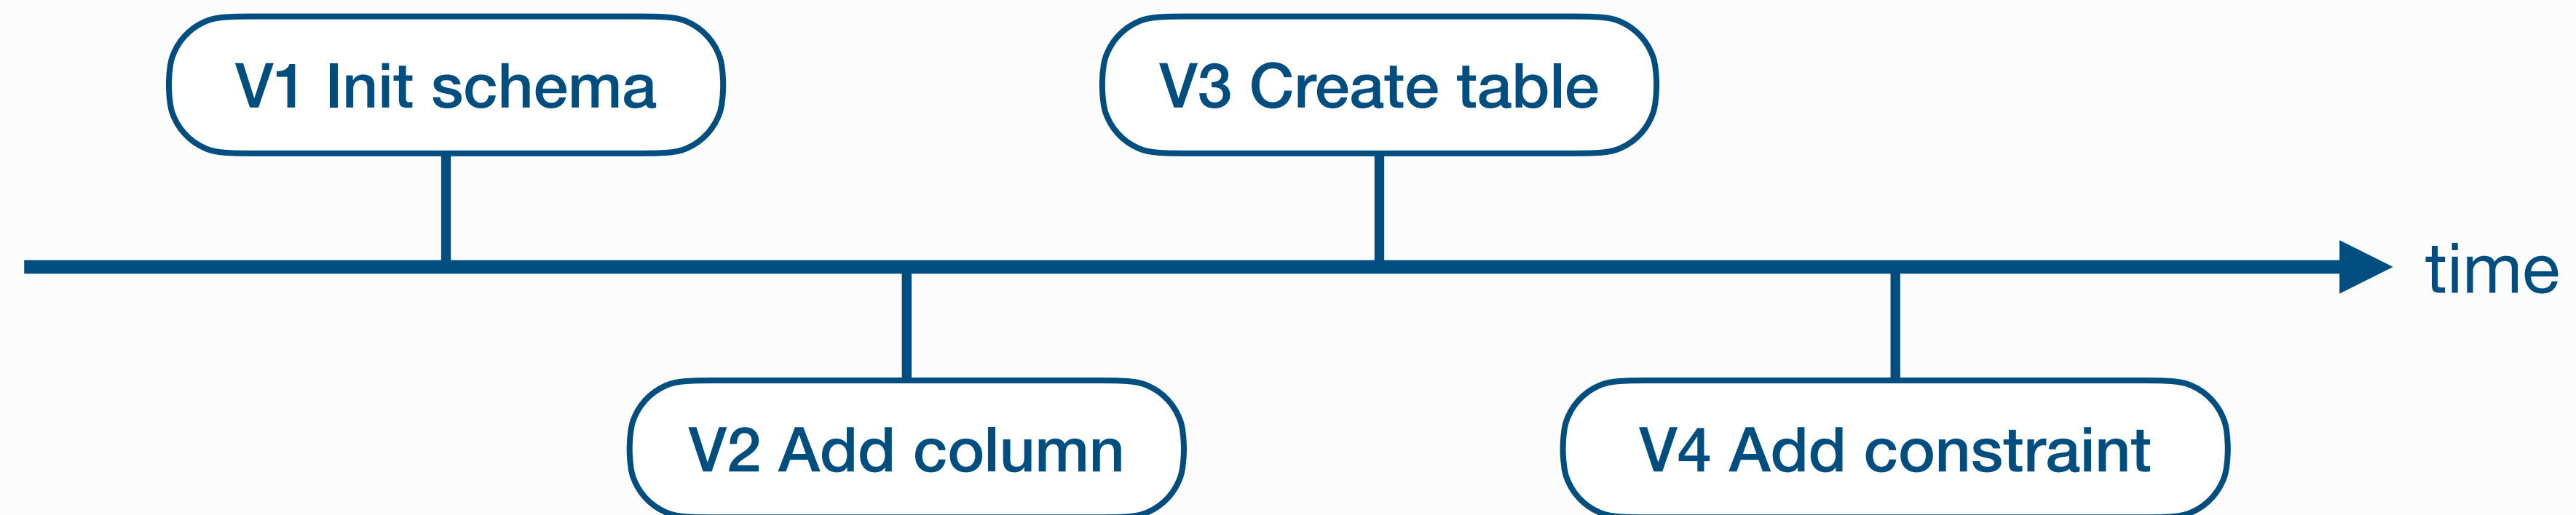 V1 Init schema
V3 Create table
time
V2 Add column
V4 Add constraint